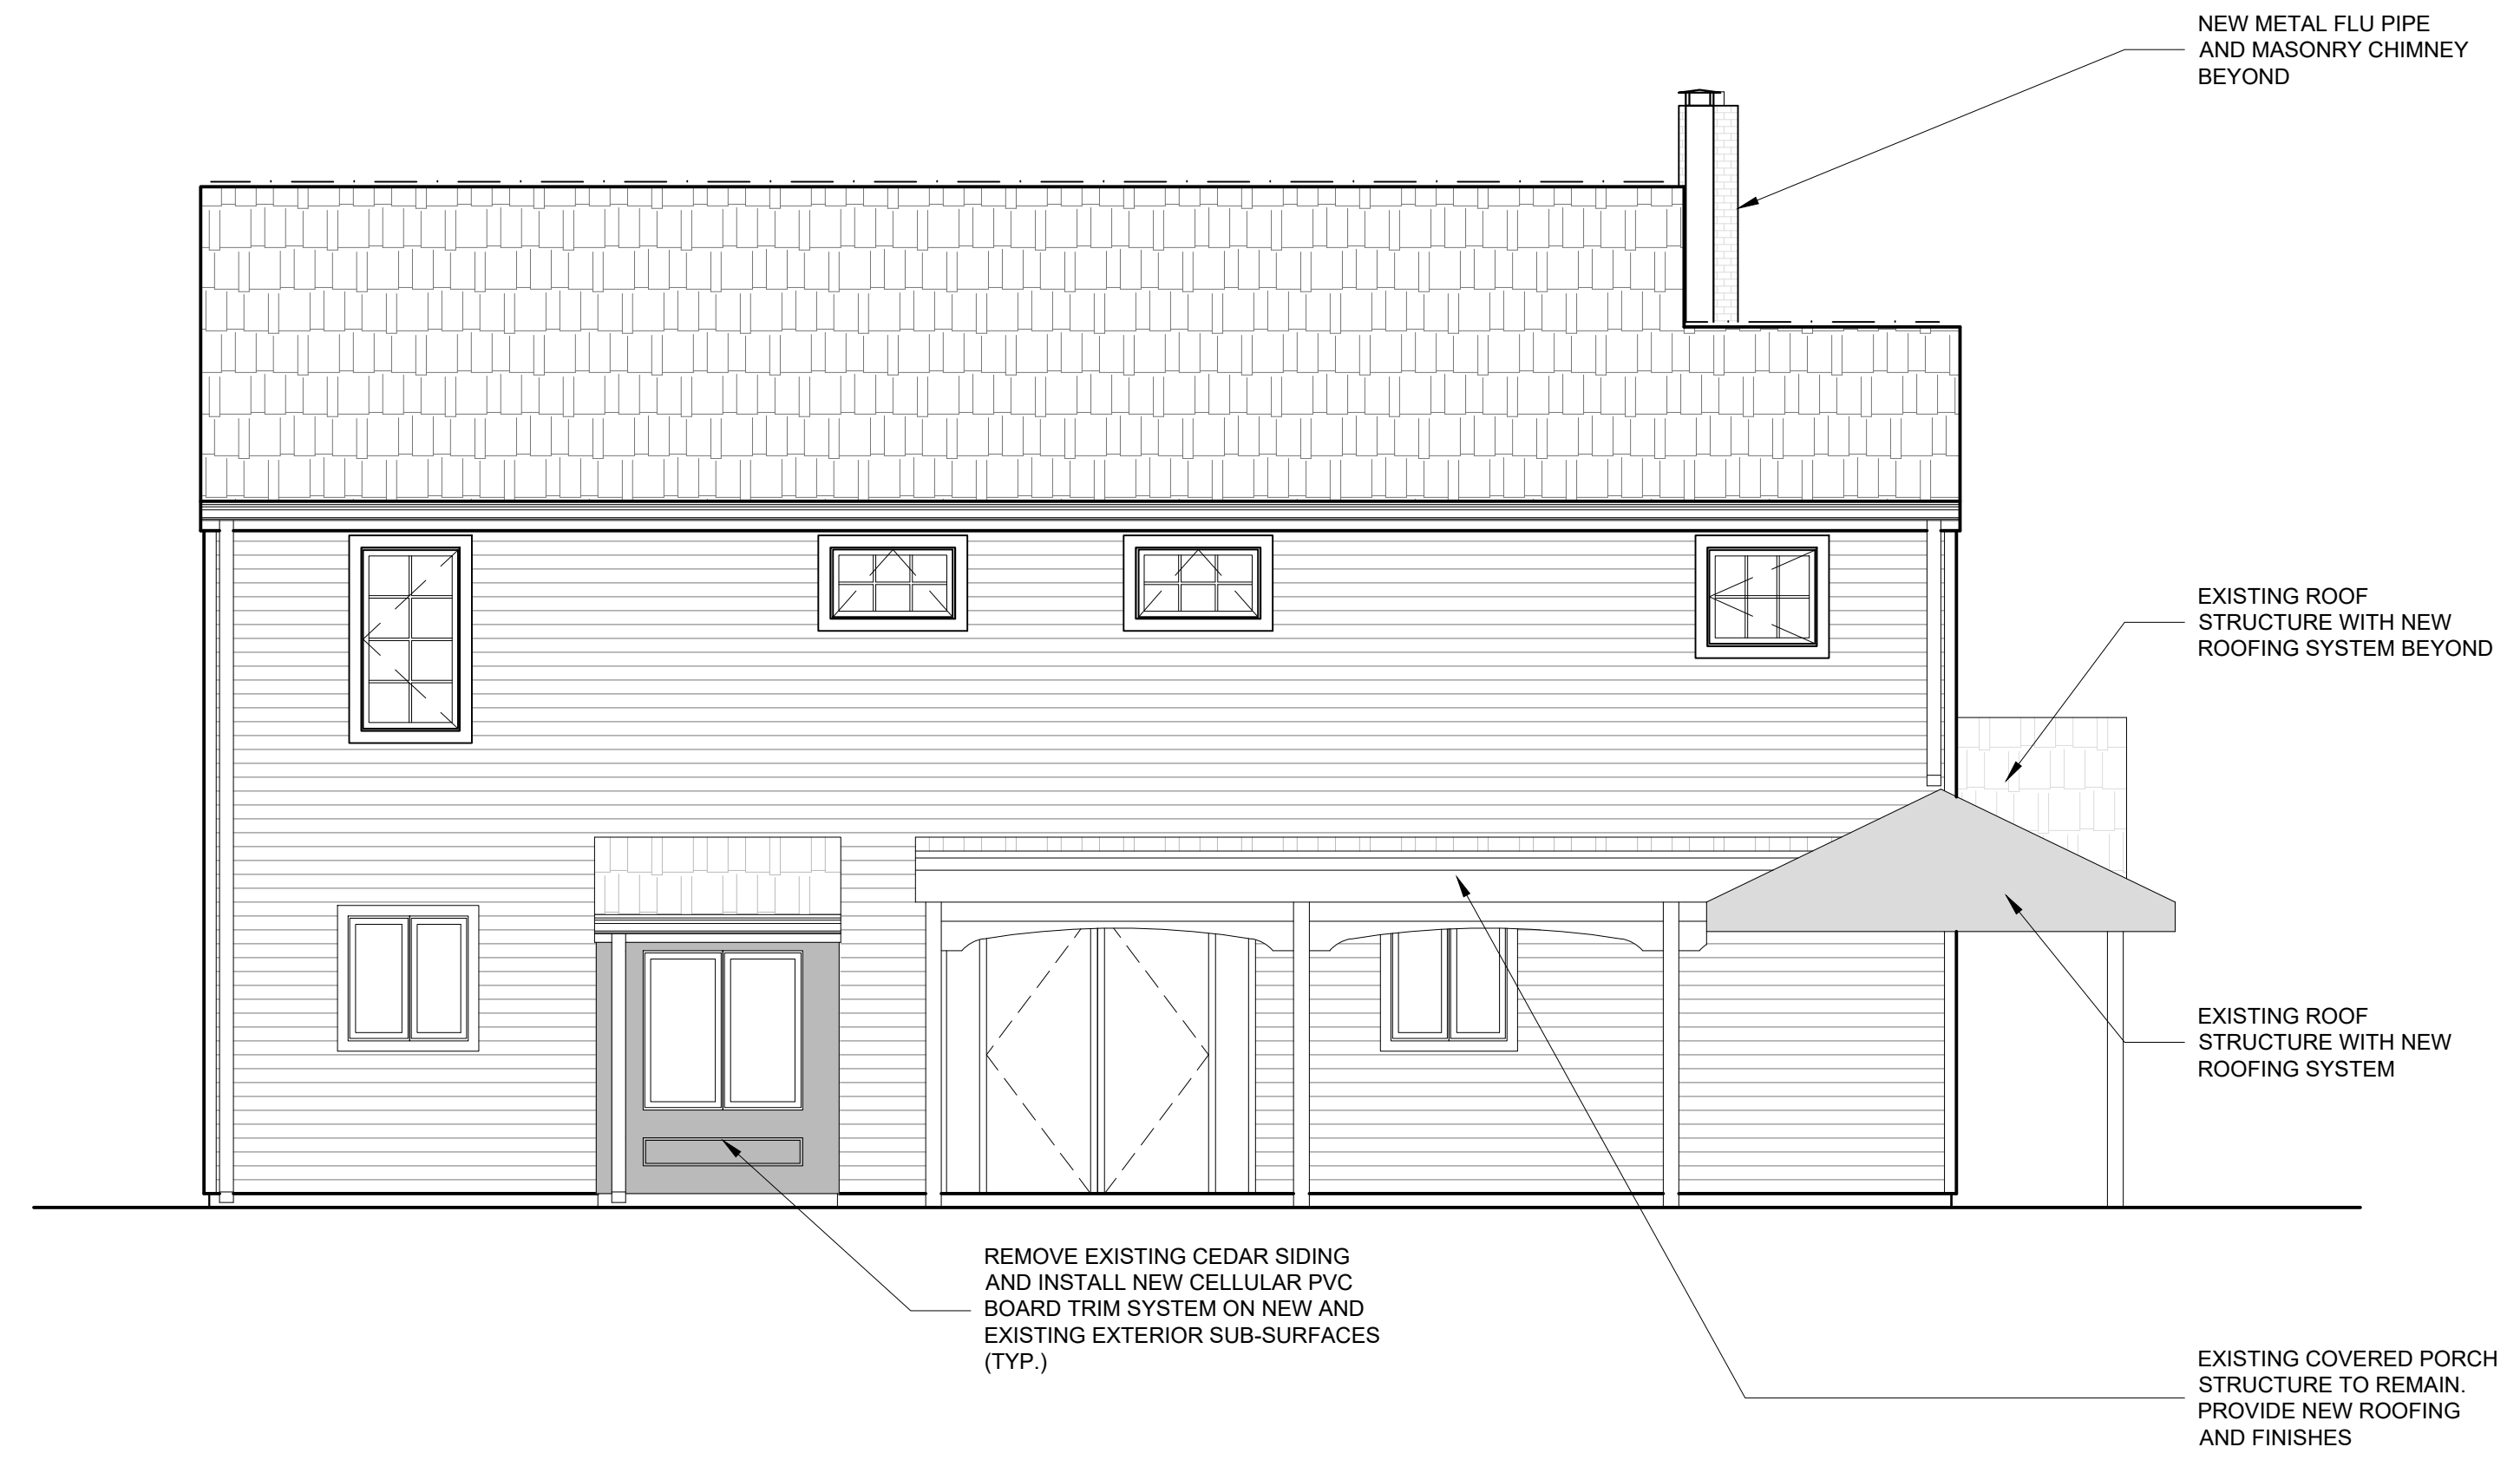 NEW METAL FLU PIPE
AND MASONRY CHIMNEY
BEYOND
EXISTING ROOF
STRUCTURE WITH NEW
ROOFING SYSTEM BEYOND
EXISTING ROOF
STRUCTURE WITH NEW
ROOFING SYSTEM
REMOVE EXISTING CEDAR SIDING
AND INSTALL NEW CELLULAR PVC
BOARD TRIM SYSTEM ON NEW AND
EXISTING EXTERIOR SUB-SURFACES
(TYP.)
EXISTING COVERED PORCH
STRUCTURE TO REMAIN.
PROVIDE NEW ROOFING
AND FINISHES